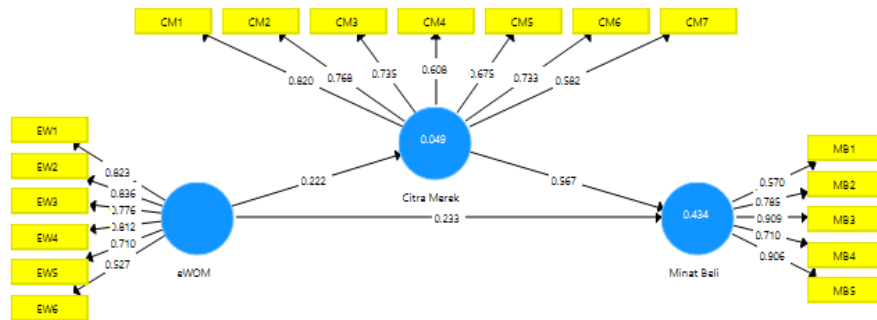 CM1 CM2 CM3 CM4 CM5 CM6 CM7
0.820 0.768 0.735 0.608 0.675 0.733 0.582
0.049
Citra Merek
EW1
EW2
EW3
EW4
EW5
EW6
0.823
0.836
0.776
0.812
0.710
0.527
eWOM
0.222
0.567
0.233
0.434
Minat Beli
0.570
0.785
0.909
0.710
0.906
MB1
MB2
MB3
MB4
MB5